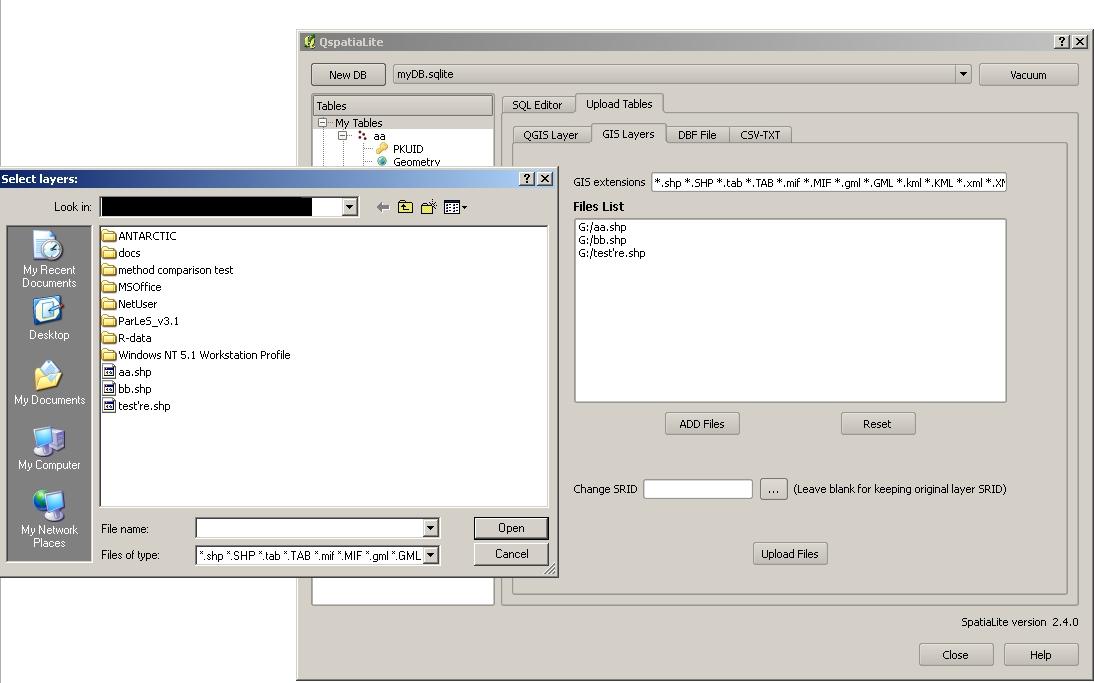 QspatiaLite
New DB
myDB.sqlite
Vacuum
Tables
My Tables
aa
PKUID
Geometry
SQL Editor
Upload Tables
QGIS Layer
GIS Layers
DBF File
CSV-TXT
GIS extensions
*.shp *.SHP *.tab *.TAB *.mif *.MIF *.gml *.GML *.kml *.KML *.xml *.XM
Files List
G:/aa.shp
G:/bb.shp
G:/test're.shp
ADD Files
Reset
Change SRID
...
(Leave blank for keeping original layer SRID)
Upload Files
SpatiaLite version 2.4.0
Close
Help
Select layers:
Look in:
My Recent
Documents
Desktop
My Documents
My Computer
My Network
Places
ANTARCTIC
docs
method comparison test
MSOffice
NetUser
ParLeS_v3.1
R-data
Windows NT 5.1 Workstation Profile
aa.shp
bb.shp
test're.shp
File name:
Open
Files of type:
*.shp *.SHP *.tab *.TAB *.mif *.MIF *.gml *.GML
Cancel